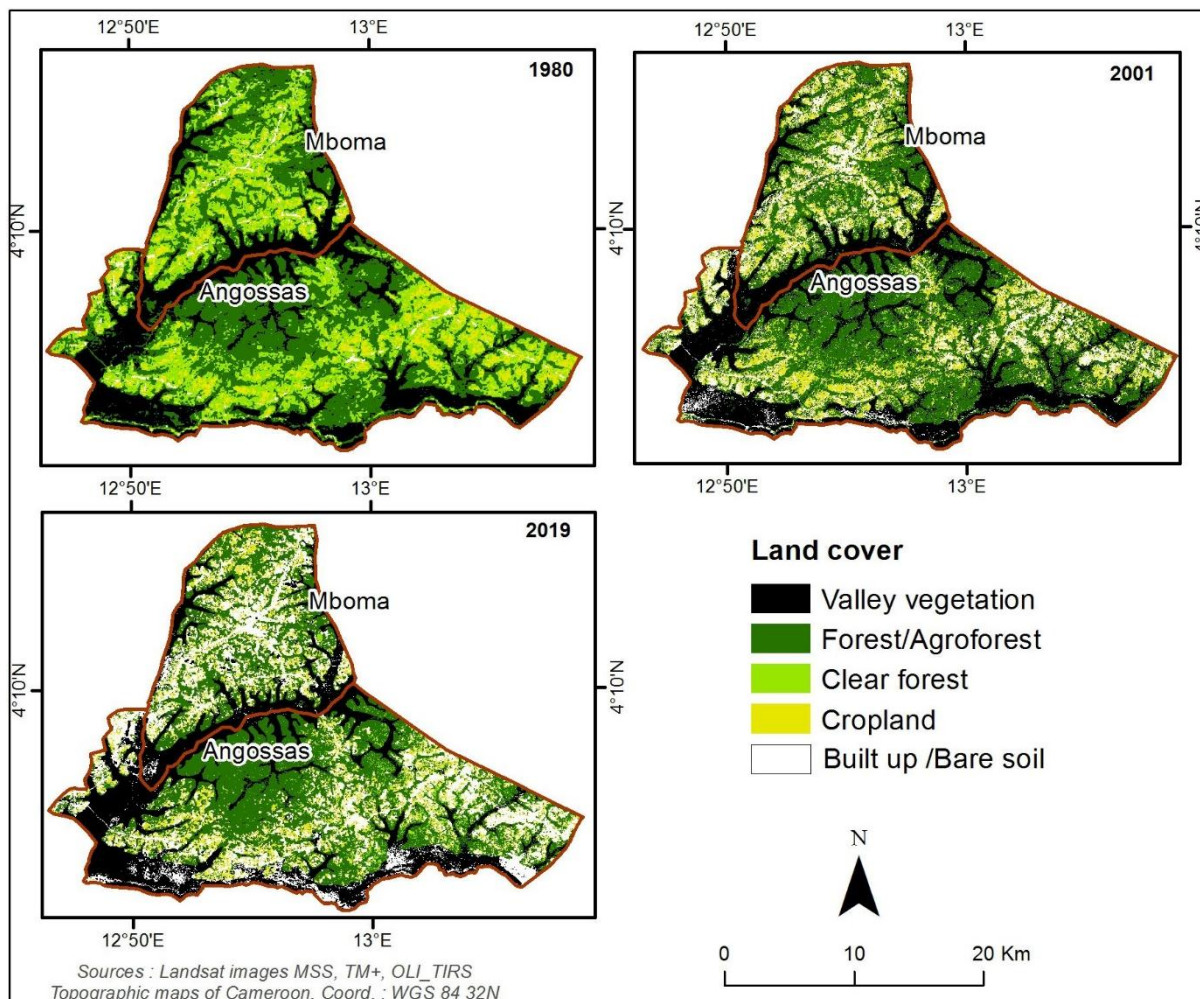 12°50'E 13°E
1980
Mboma
Angossas
4°10'N
12°50'E 13°E
12°50'E 13°E
2001
Mboma
Angossas
4°10'N
4°10'N
12°50'E 13°E
2019
Mboma
Angossas
4°10'N
4°10'N
12°50'E 13°E
Land cover
Valley vegetation
Forest/Agroforest
Clear forest
Cropland
Built up /Bare soil
N
0 10 20 Km
Sources : Landsat images MSS, TM+, OLI_TIRS
Topographic maps of Cameroon, Coord. : WGS 84 32N